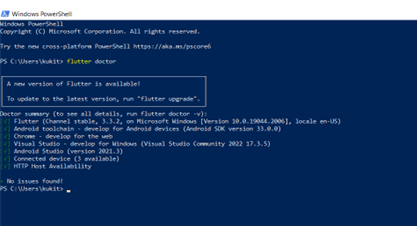 Windows PowerShell
Windows PowerShell
Copyright (C) Microsoft Corporation. All rights reserved.
Try the new cross-platform PowerShell https://aka.ms/pscore6
PS C:\Users\kukit> flutter doctor
A new version of Flutter is available!
To update to the latest version, run "flutter upgrade".
Doctor summary (to see all details, run flutter doctor -v):
[√] Flutter (Channel stable, 3.3.2, on Microsoft Windows [Version 10.0.19044.2006], locale en-US)
[√] Android toolchain - develop for Android devices (Android SDK version 33.0.0)
[√] Chrome - develop for the web
[√] Visual Studio - develop for Windows (Visual Studio Community 2022 17.3.5)
[√] Android Studio (version 2021.3)
[√] Connected device (3 available)
[√] HTTP Host Availability
• No issues found!
PS C:\Users\kukit>